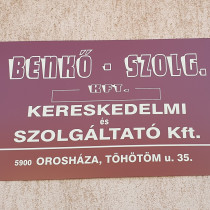 BENKŐ - SZOLG.
KFT.
KERESKEDELMI
és
SZOLGÁLTATÓ Kft.
5900 OROSHÁZA, TÖHÖTÖM u. 35.